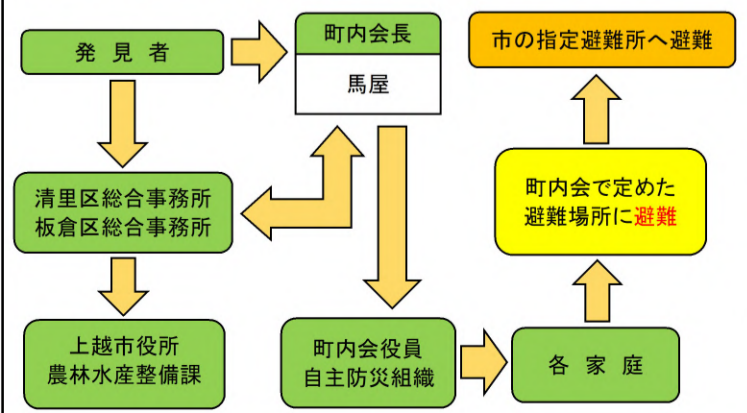 発見者
町内会長
馬屋
市の指定避難所へ避難
清里区総合事務所
板倉区総合事務所
町内会で定めた
避難場所に避難
上越市役所
農林水産整備課
町内会役員
自主防災組織
各家庭